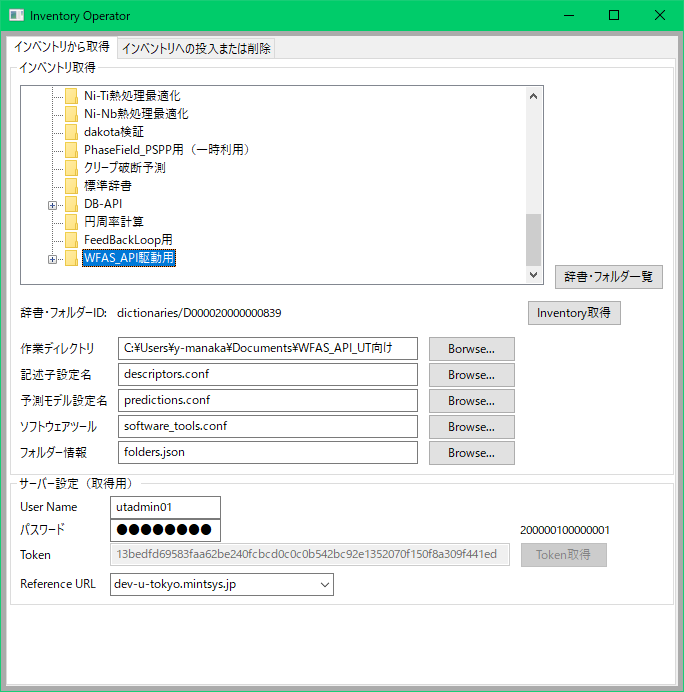 Inventory Operator
インベントリから取得 インベントリへの投入または削除
インベントリ取得
Ni-Ti熱処理最適化
Ni-Nb熱処理最適化
dakota検証
PhaseField_PSPP用（一時利用）
クリープ破断予測
標準辞書
DB-API
円周率計算
FeedBackLoop用
WFAS_API駆動用
辞書・フォルダ一覧
辞書・フォルダーID: dictionaries/D000020000000839
Inventory取得
作業ディレクトリ C:¥Users¥y-manaka¥Documents¥WFAS_API_UT向け Borwse...
記述子設定名 descriptors.conf Browse...
予測モデル設定名 predictions.conf Browse...
ソフトウェアツール software_tools.conf Browse...
フォルダー情報 folders.json Browse...
サーバー設定（取得用）
User Name utadmin01
パスワード ●●●●●●●● 200000100000001
Token 13bedfd69583faa62be240fcbcd0c0c0b542bc92e1352070f150f8a309f441ed Token取得
Reference URL dev-u-tokyo.mintsys.jp